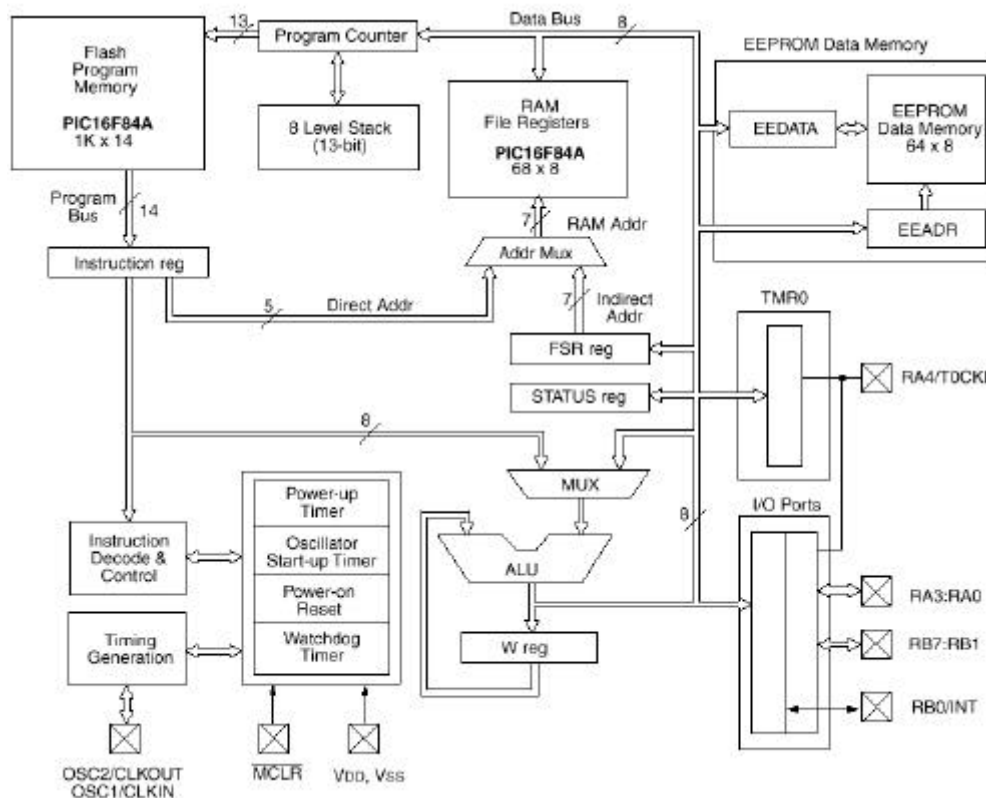 Flash
Program
Memory
PIC16F84A
1K x 14
13
Program Counter
8 Level Stack
(13-bit)
Data Bus
8
RAM
File Registers
PIC16F84A
68 x 8
EEPROM Data Memory
EEDATA
EEPROM
Data Memory
64 x 8
EEADR
Program
Bus
14
Instruction reg
7
RAM Addr
Addr Mux
5
Direct Addr
7
Indirect
Addr
FSR reg
STATUS reg
TMR0
RA4/T0CKI
8
MUX
8
I/O Ports
Power-up
Timer
Oscillator
Start-up Timer
Power-on
Reset
Watchdog
Timer
Instruction
Decode &
Control
Timing
Generation
ALU
W reg
RA3:RA0
RB7:RB1
RB0/INT
OSC2/CLKOUT
OSC1/CLKIN
MCLR
VDD, VSS